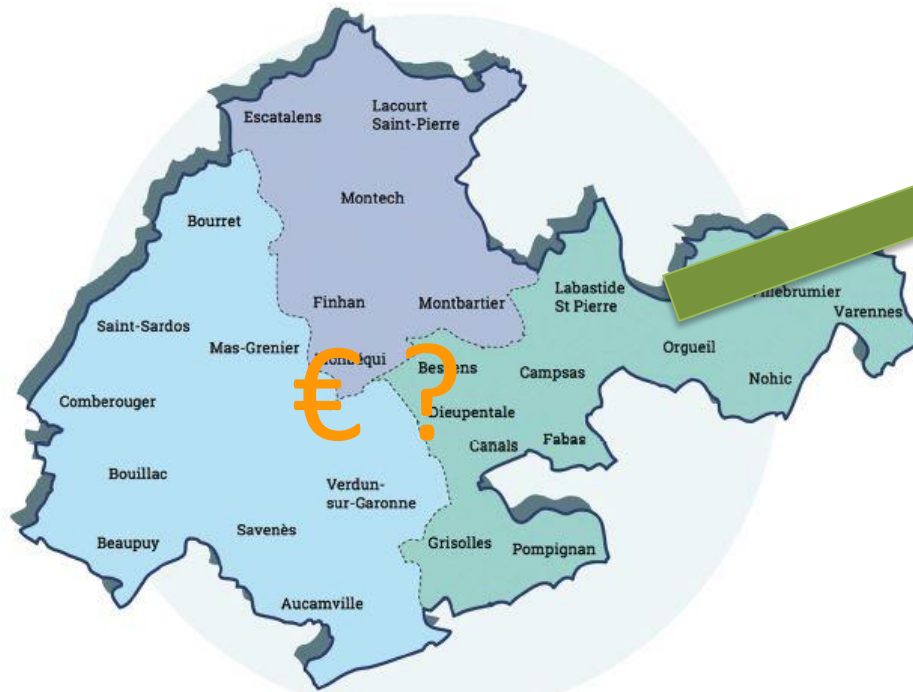 Escatalens
Lacourt
Saint-Pierre
Montech
Bourret
Labastide
St Pierre
Finhan
Montbartier
Varennes
Saint-Sardos
Mas-Grenier
Orgueil
Campsas
Nohic
Comberouger
€ ?
Dieupentale
Canals
Fabas
Bouillac
Verdun-
sur-Garonne
Savenès
Beaupuy
Grisolles
Pompignan
Aucamville